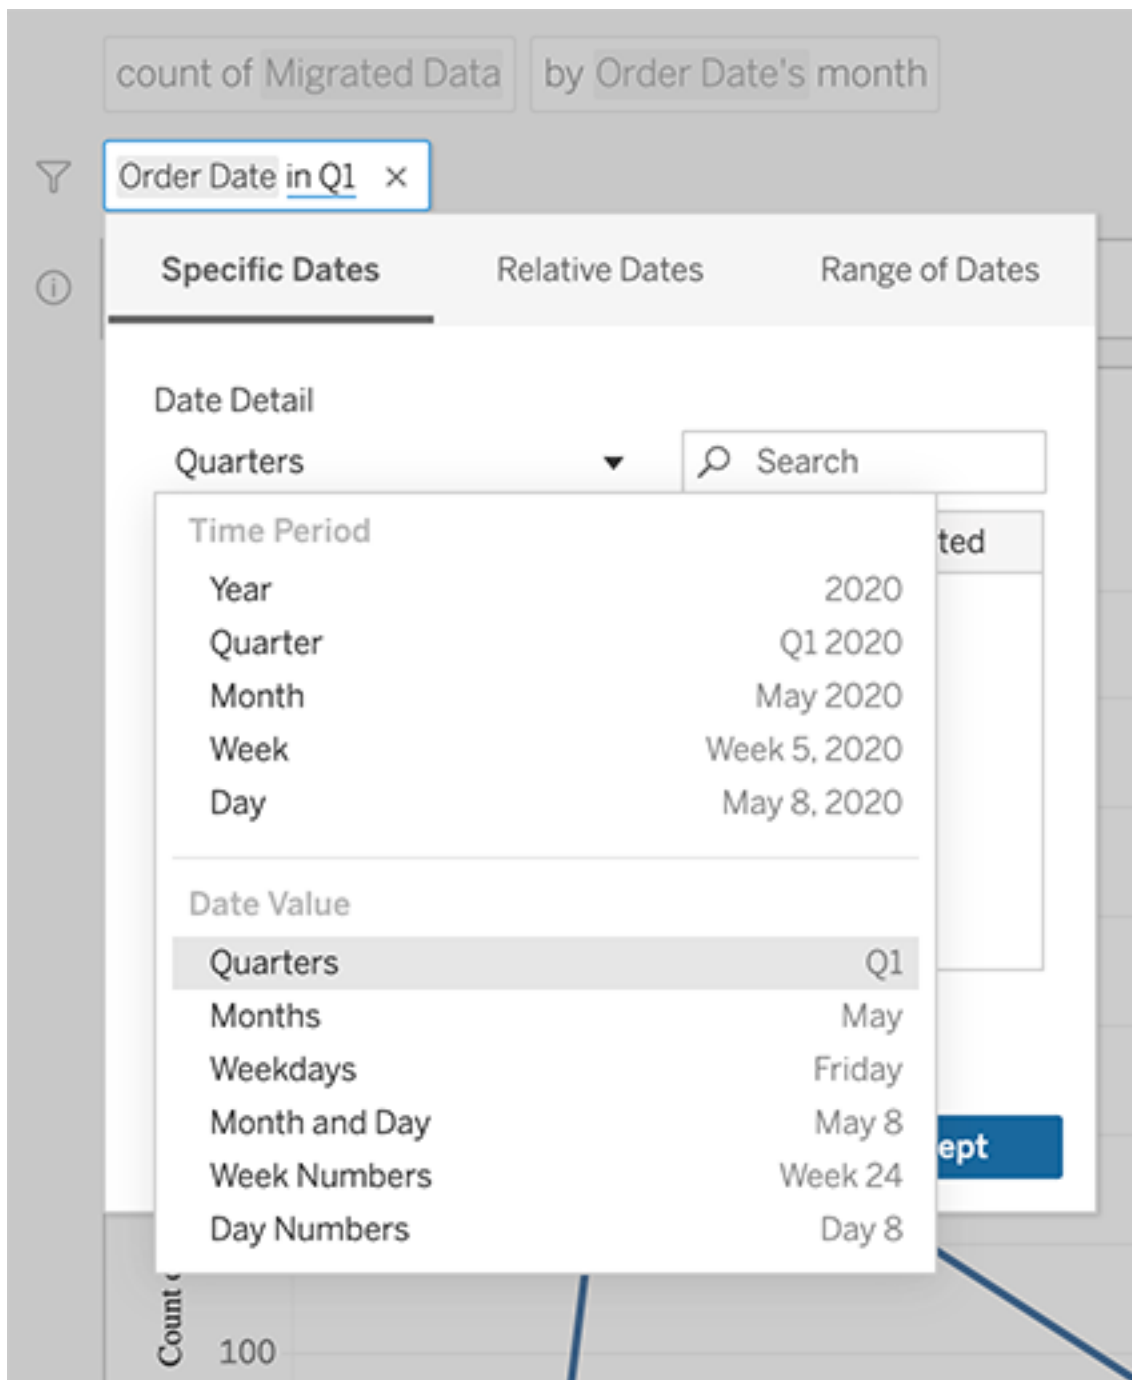 count of Migrated Data by Order Date's month
Order Date in Q1
Specific Dates Relative Dates Range of Dates
Date Detail
Quarters Search
Time Period
Year 2020
Quarter Q1 2020
Month May 2020
Week Week 5, 2020
Day May 8, 2020
Date Value
Quarters Q1
Months May
Weekdays Friday
Month and Day May 8
Week Numbers Week 24
Day Numbers Day 8
Count
100